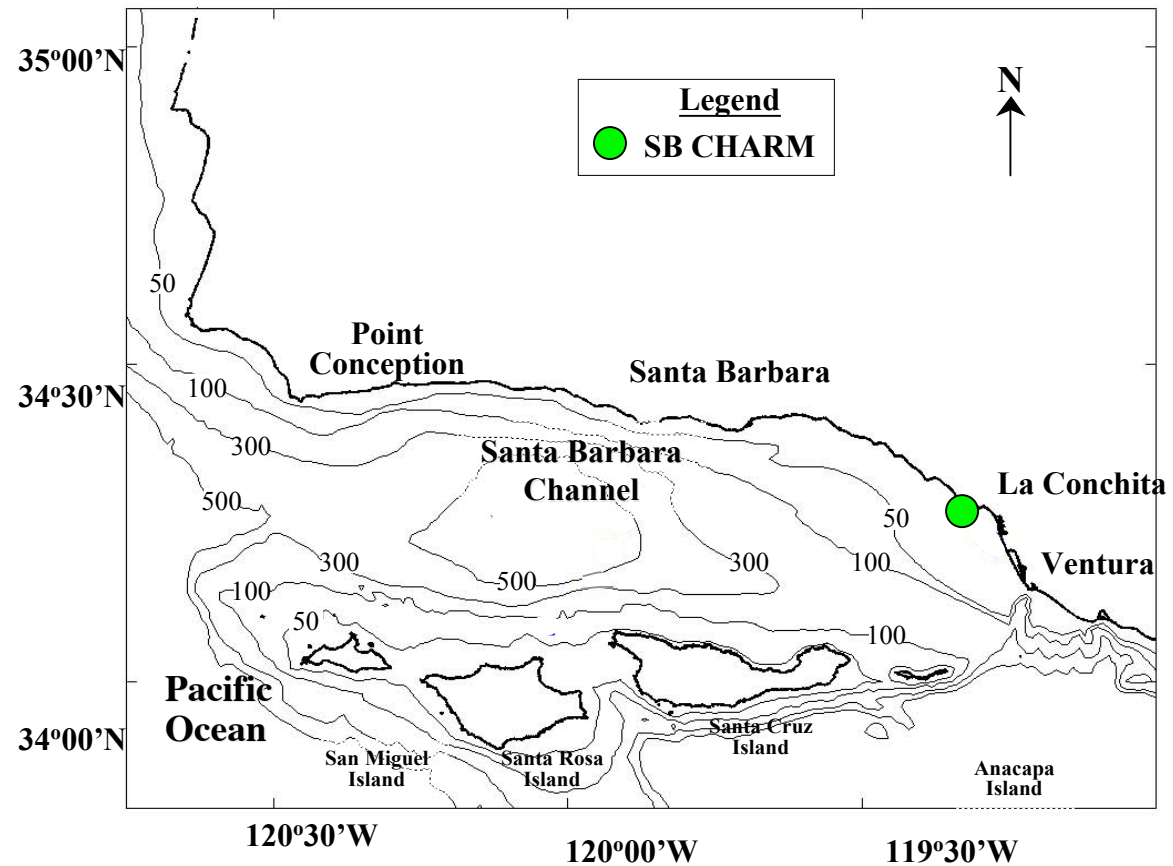 35°00'N
Legend
SB CHARM
N
50
Point
Conception
Santa Barbara
34°30'N
100
300
Santa Barbara
Channel
La Conchita
500
50
300
500
300
100
Ventura
100
50
100
Pacific
Ocean
34°00'N
San Miguel
Island
Santa Rosa
Island
Santa Cruz
Island
Anacapa
Island
120°30'W
120°00'W
119°30'W